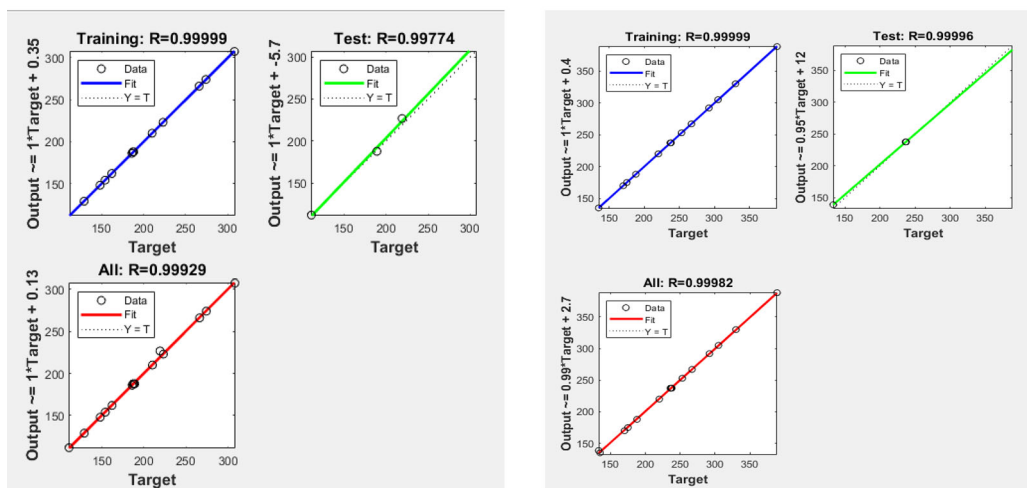 Training: R=0.99999
Output ~= 1*Target + 0.35
300
250
200
150
Data
Fit
Y = T
150 200 250 300
Target
Test: R=0.99774
Output ~= 1*Target + -5.7
300
250
200
150
Data
Fit
Y = T
150 200 250 300
Target
All: R=0.99929
Output ~= 1*Target + 0.13
300
250
200
150
Data
Fit
Y = T
150 200 250 300
Target
Training: R=0.99999
Output ~= 1*Target + 0.4
350
300
250
200
150
Data
Fit
Y = T
150 200 250 300 350
Target
Test: R=0.99996
Output ~= 0.95*Target + 12
350
300
250
200
150
Data
Fit
Y = T
150 200 250 300 350
Target
All: R=0.99982
Output ~= 0.99*Target + 2.7
350
300
250
200
150
Data
Fit
Y = T
150 200 250 300 350
Target